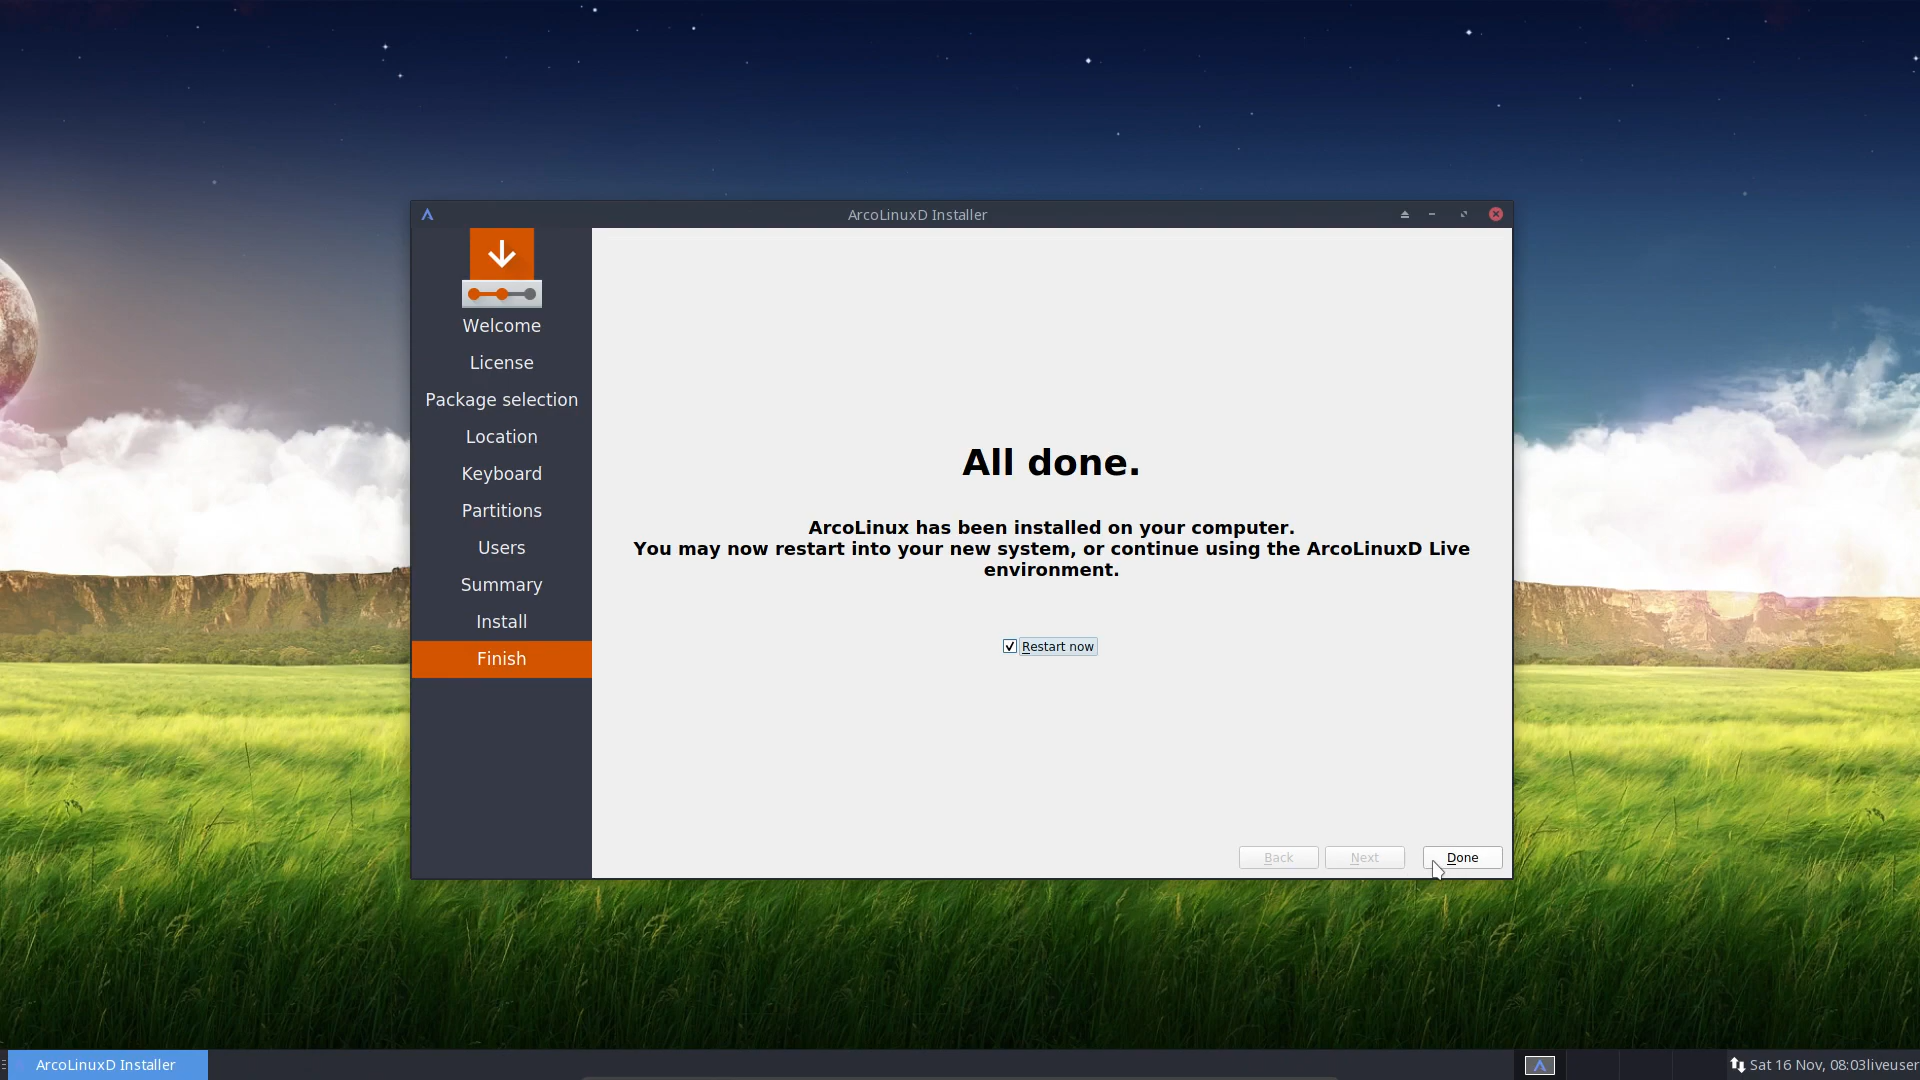 ArcoLinuxD Installer
Welcome
License
Package selection
Location
Keyboard
Partitions
Users
Summary
Install
Finish
All done.
ArcoLinux has been installed on your computer.
You may now restart into your new system, or continue using the ArcoLinuxD Live
environment.
Restart now
Back
Next
Done
ArcoLinuxD Installer
Sat 16 Nov, 08:03liveuser